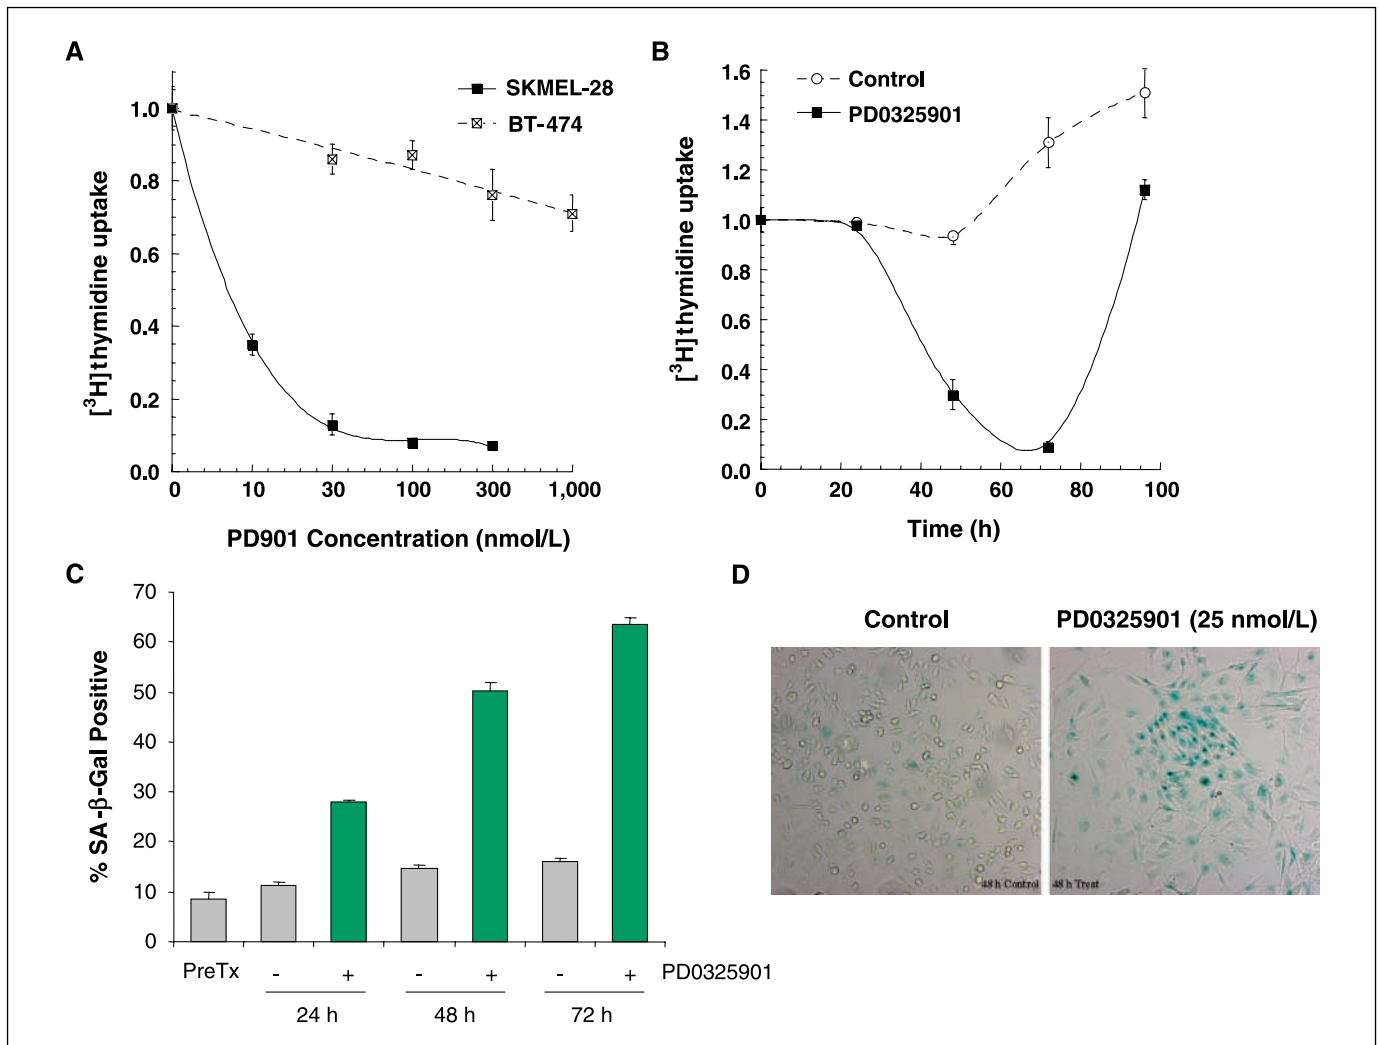 A
SKMEL-28
BT-474
1.0
0.8
0.6
0.4
0.2
0.0
[³H]thymidine uptake
0 10 30 100 300 1,000
PD901 Concentration (nmol/L)
B
Control
PD0325901
1.6
1.4
1.2
1.0
0.8
0.6
0.4
0.2
0.0
[³H]thymidine uptake
0 20 40 60 80 100
Time (h)
C
70
60
50
40
30
20
10
0
% SA-β-Gal Positive
PreTx - + - + - + PD0325901
24 h 48 h 72 h
D
Control PD0325901 (25 nmol/L)
48 h Control 48 h Treat